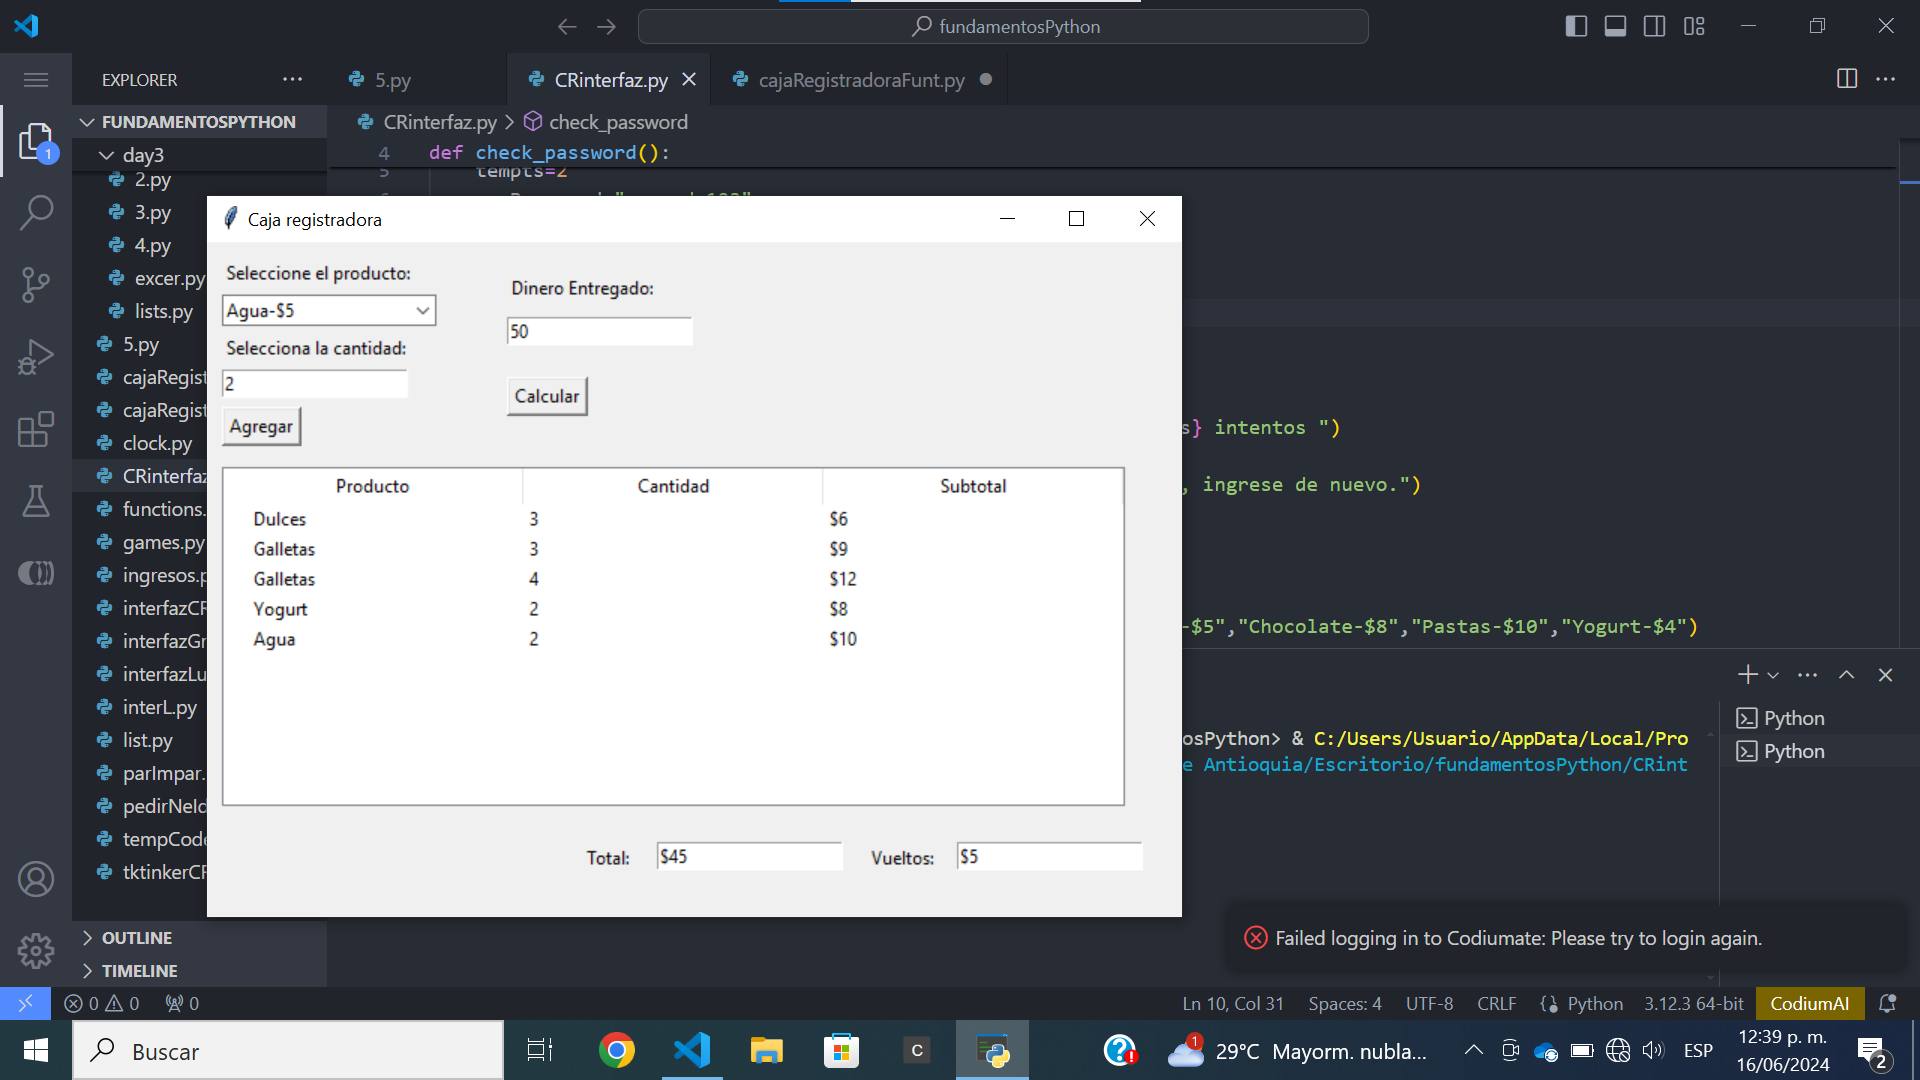 fundamentosPython
EXPLORER
5.py
CRinterfaz.py
cajaRegistradoraFunt.py
FUNDAMENTOSPYTHON
CRinterfaz.py > check_password
1
day3
4 def check_password():
5 tempts=2
2.py
3.py
4.py
excer.py
lists.py
5.py
cajaRegist
cajaRegist
clock.py
CRinterfaz
functions.
games.py
ingresos.p
interfazCR
interfazGr
interfazLu
interL.py
list.py
parImpar.
pedirNeId
tempCode
tktinkerCR
OUTLINE
TIMELINE
Caja registradora
Seleccione el producto:
Agua-$5
Selecciona la cantidad:
2
Agregar
Dinero Entregado:
50
Calcular
Producto Cantidad Subtotal
Dulces 3 $6
Galletas 3 $9
Galletas 4 $12
Yogurt 2 $8
Agua 2 $10
Total: $45 Vueltos: $5
s} intentos ")
, ingrese de nuevo.")
-$5","Chocolate-$8","Pastas-$10","Yogurt-$4")
osPython> & C:/Users/Usuario/AppData/Local/Pro
e Antioquia/Escritorio/fundamentosPython/CRint
Python
Python
Failed logging in to Codiumate: Please try to login again.
0 0 0
Ln 10, Col 31 Spaces: 4 UTF-8 CRLF {} Python 3.12.3 64-bit CodiumAI
Buscar
C
1
29°C Mayorm. nubla...
ESP
12:39 p. m.
16/06/2024
2